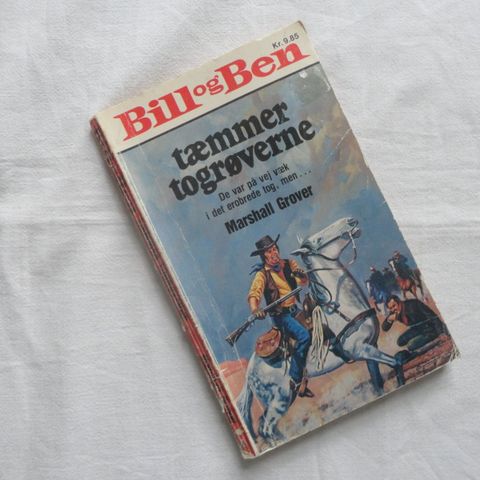 Kr. 9.85
Bill og Ben
tæmmer
togrøverne
De var på vej væk
i det erobrede tog, men...
Marshall Grover